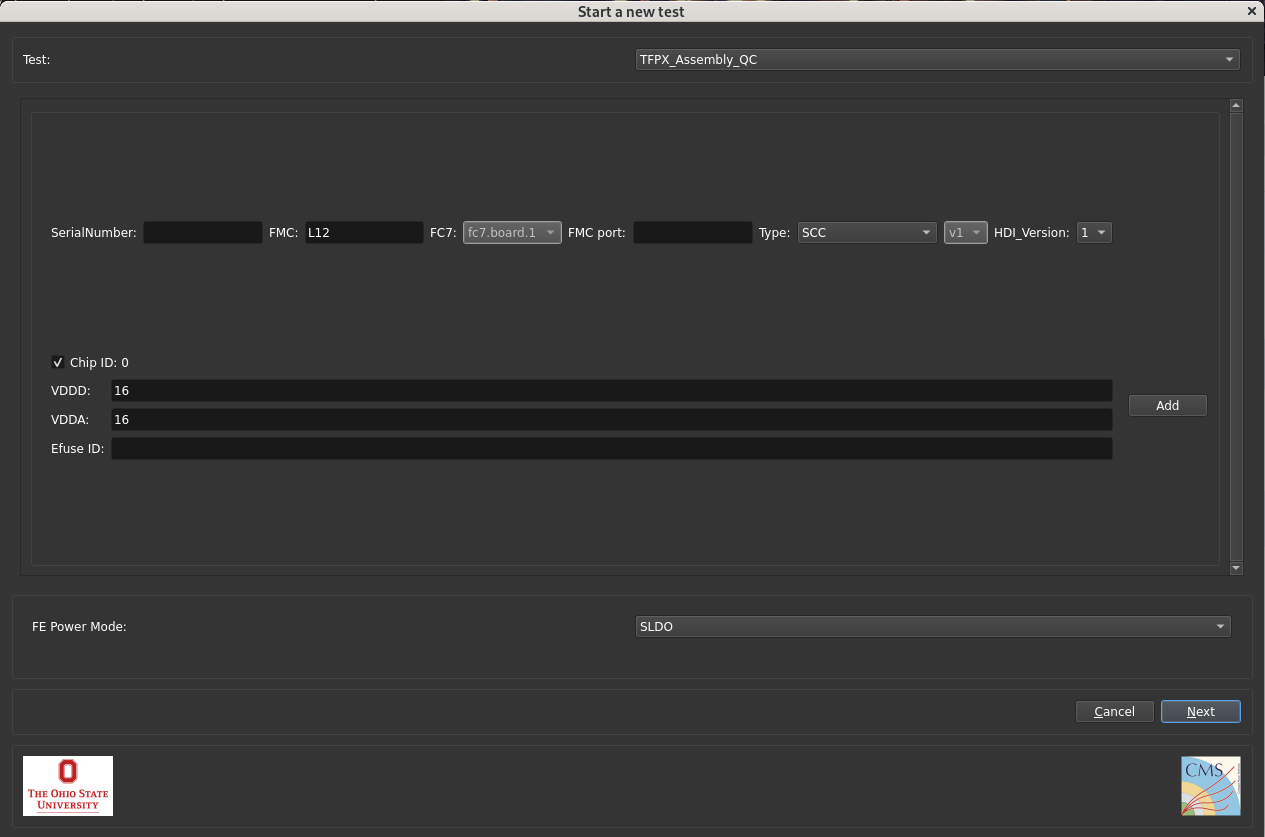 Start a new test
Test: TFPX_Assembly_QC
SerialNumber: FMC: L12 FC7: fc7.board.1 FMC port: Type: SCC v1 HDI_Version: 1
Chip ID: 0
VDDD: 16
VDDA: 16
Add
Efuse ID:
FE Power Mode: SLDO
Cancel Next
THE OHIO STATE
UNIVERSITY
CMS